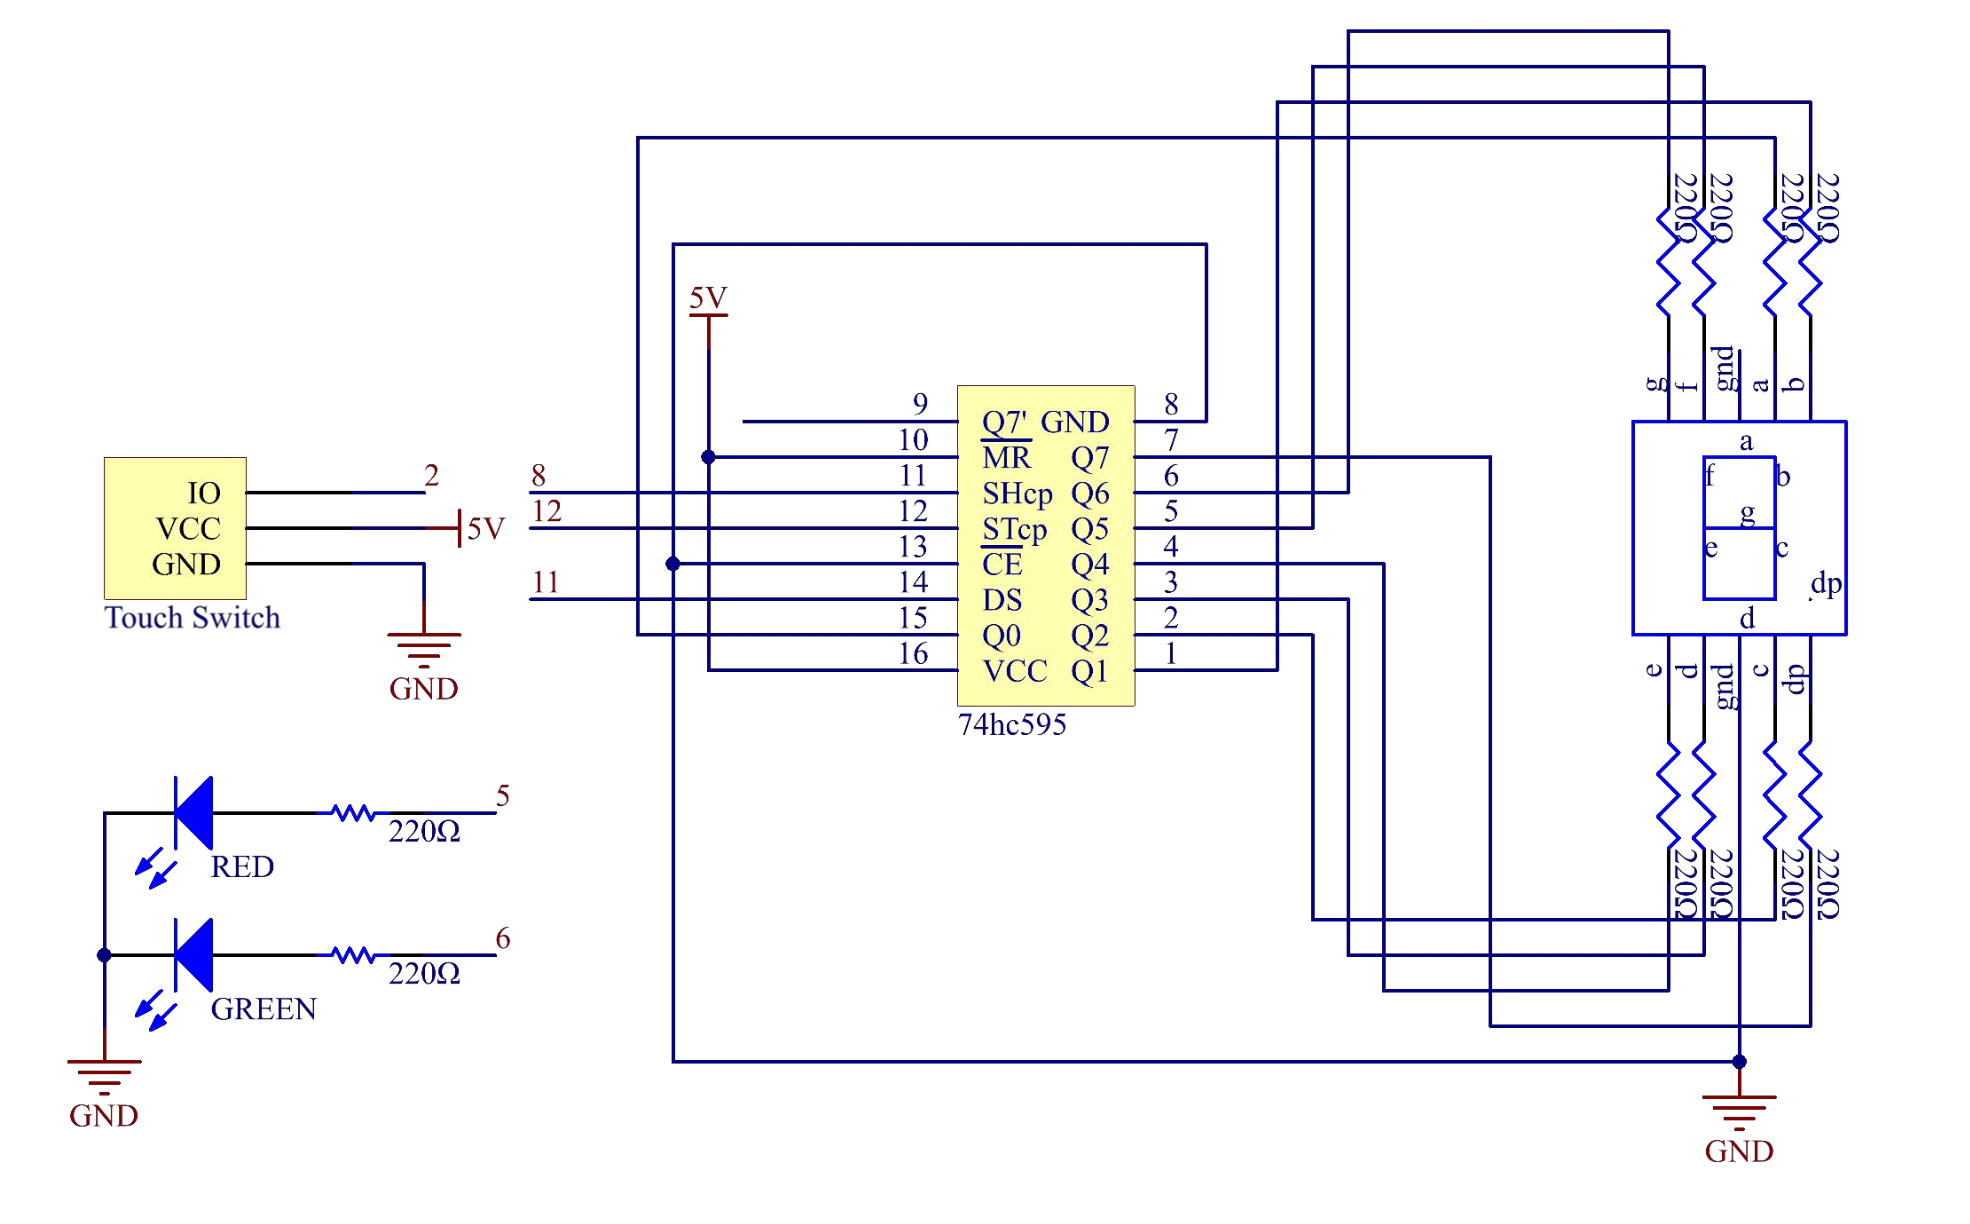 220Ω 220Ω 220Ω 220Ω
5V
g f gnd a b
9 Q7' GND 8
10 MR Q7 7
11 SHcp Q6 6
12 STcp Q5 5
13 CE Q4 4
14 DS Q3 3
15 Q0 Q2 2
16 VCC Q1 1
74hc595
8
12
11
IO 2
VCC 5V
GND
Touch Switch
GND
a
f b
g
e c
dp
d
e d gnd c dp
220Ω 220Ω 220Ω 220Ω
5
220Ω
RED
6
220Ω
GREEN
GND
GND